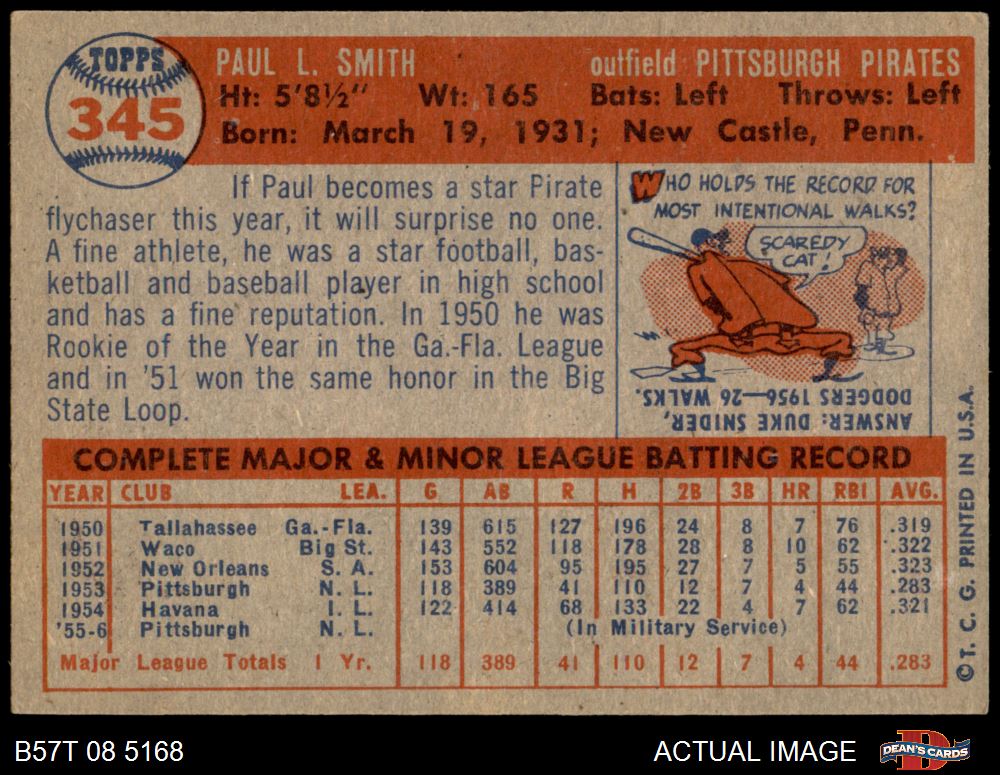 TOPPS
345
PAUL L. SMITH outfield PITTSBURGH PIRATES
Ht: 5'8½" Wt: 165 Bats: Left Throws: Left
Born: March 19, 1931; New Castle, Penn.
If Paul becomes a star Pirate
flychaser this year, it will surprise no one.
A fine athlete, he was a star football, bas-
ketball and baseball player in high school
and has a fine reputation. In 1950 he was
Rookie of the Year in the Ga.-Fla. League
and in '51 won the same honor in the Big
State Loop.
WHO HOLDS THE RECORD FOR
MOST INTENTIONAL WALKS?
SCAREDY
CAT!
ANSWER: DUKE SNIDER,
DODGERS 1956—26 WALKS.
COMPLETE MAJOR & MINOR LEAGUE BATTING RECORD
YEAR CLUB LEA. G AB R H 2B 3B HR RBI AVG.
1950 Tallahassee Ga.-Fla. 139 615 127 196 24 8 7 76 .319
1951 Waco Big St. 143 552 118 178 28 8 10 62 .322
1952 New Orleans S. A. 153 604 95 195 27 7 5 55 .323
1953 Pittsburgh N. L. 118 389 41 110 12 7 4 44 .283
1954 Havana I. L. 122 414 68 133 22 4 7 62 .321
'55-6 Pittsburgh N. L. (In Military Service)
Major League Totals 1 Yr. 118 389 41 110 12 7 4 44 .283
©T. C. G. PRINTED IN U.S.A.
B57T 08 5168 ACTUAL IMAGE DEAN'S CARDS